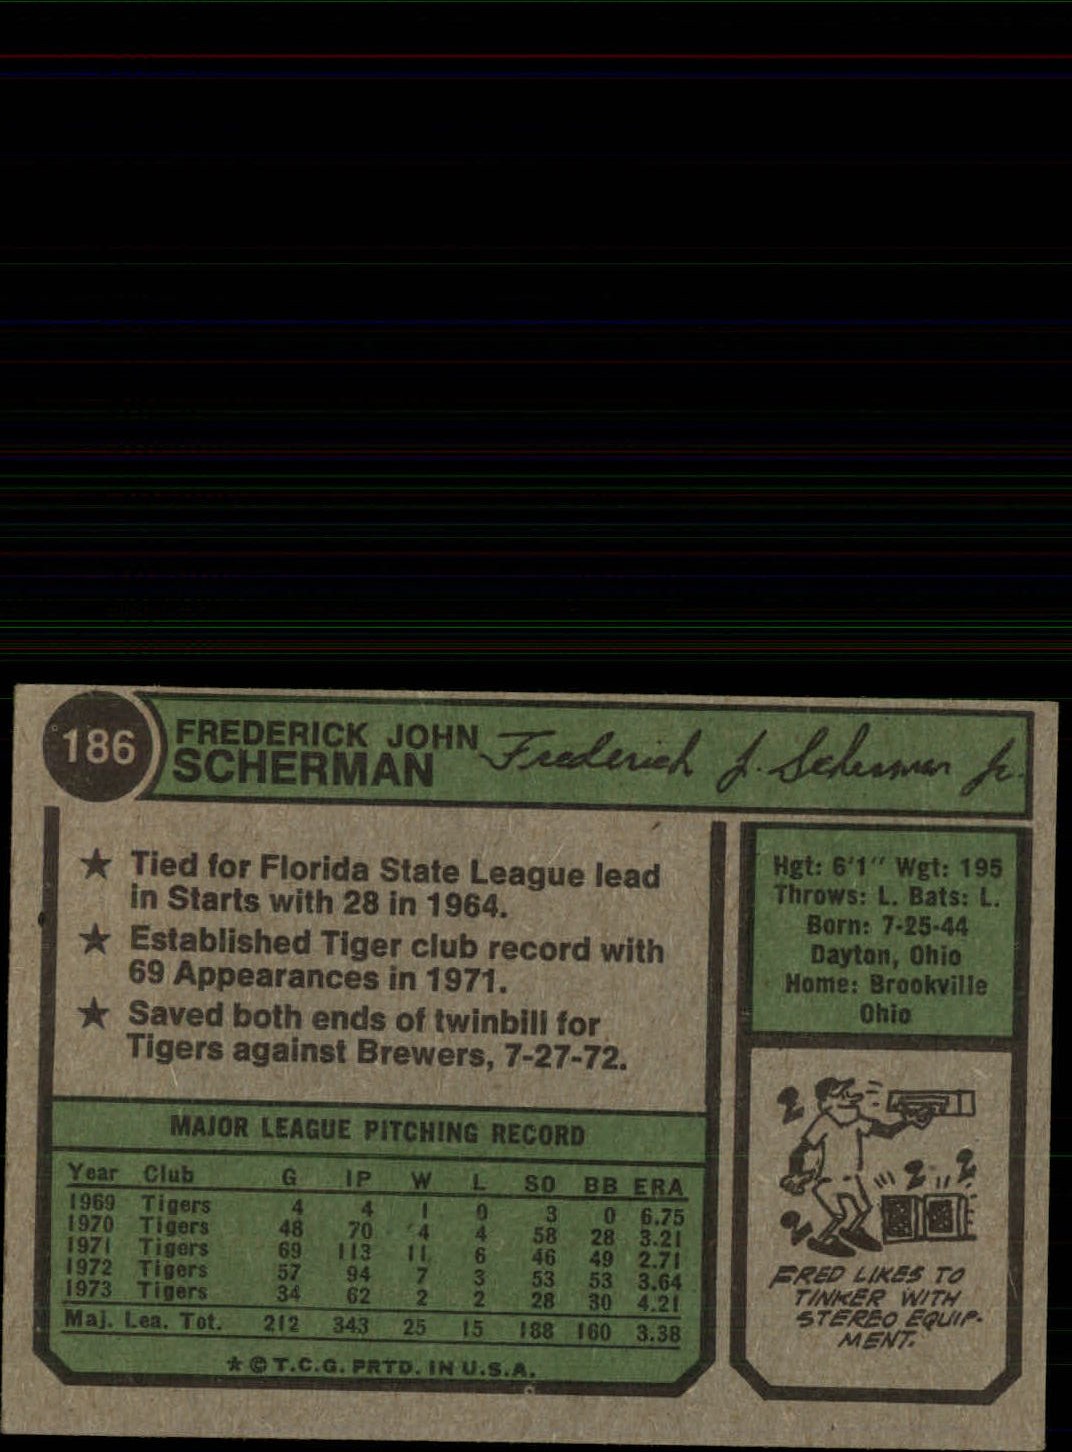 186
FREDERICK JOHN
SCHERMAN
Frederick J. Scherman Jr.
★ Tied for Florida State League lead
in Starts with 28 in 1964.
★ Established Tiger club record with
69 Appearances in 1971.
★ Saved both ends of twinbill for
Tigers against Brewers, 7-27-72.
Hgt: 6'1" Wgt: 195
Throws: L. Bats: L.
Born: 7-25-44
Dayton, Ohio
Home: Brookville
Ohio
MAJOR LEAGUE PITCHING RECORD
Year Club G IP W L SO BB ERA
1969 Tigers 4 4 1 0 3 0 6.75
1970 Tigers 48 70 4 4 58 28 3.21
1971 Tigers 69 113 11 6 46 49 2.71
1972 Tigers 57 94 7 3 53 53 3.64
1973 Tigers 34 62 2 2 28 30 4.21
Maj. Lea. Tot. 212 343 25 15 188 160 3.38
★ © T.C.G. PRTD. IN U.S.A.
FRED LIKES TO
TINKER WITH
STEREO EQUIP-
MENT.